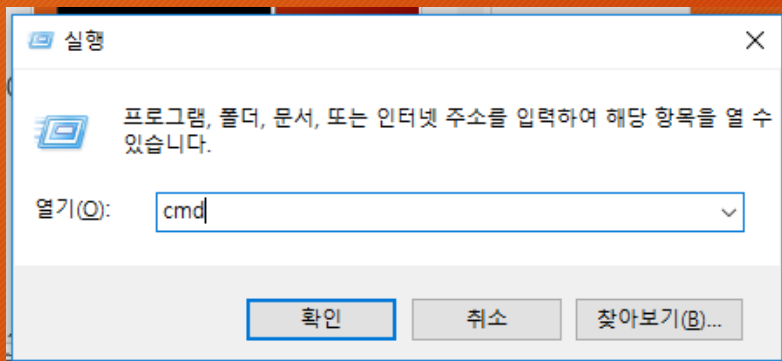 실행
프로그램, 폴더, 문서, 또는 인터넷 주소를 입력하여 해당 항목을 열 수
있습니다.
열기(O): cmd
확인 취소 찾아보기(B)...